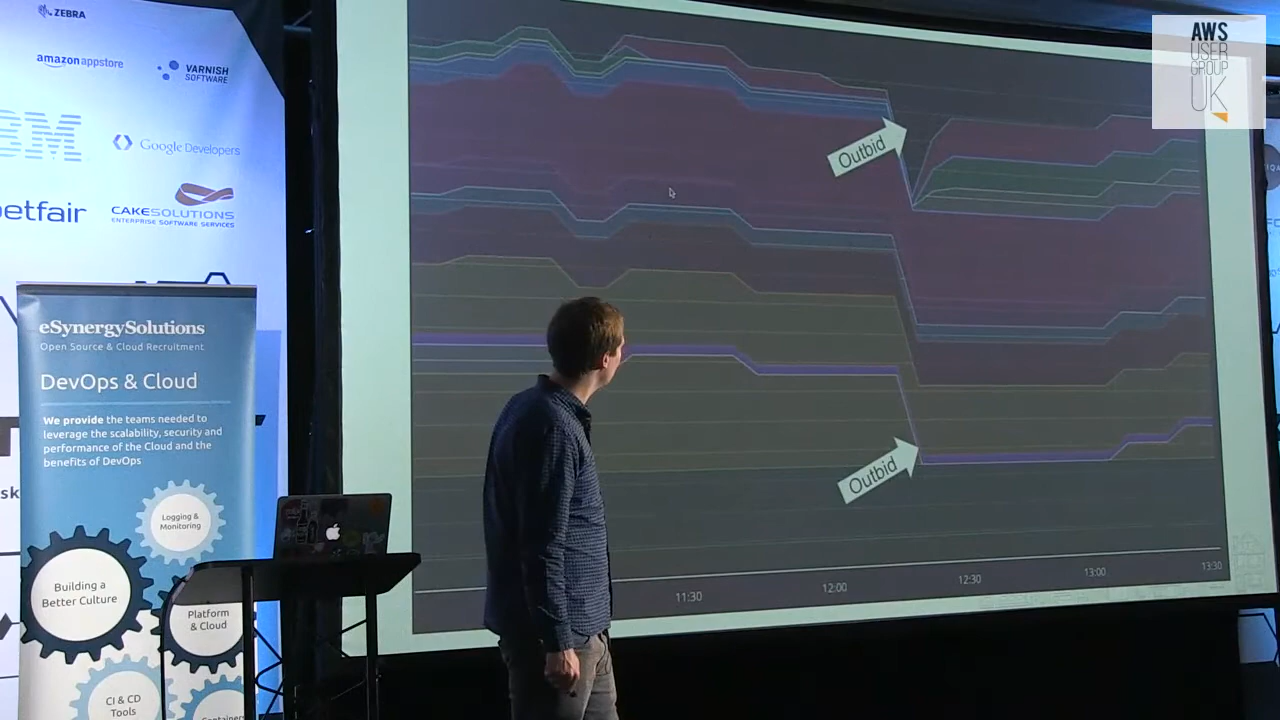 ZEBRA
amazon appstore
VARNISH
SOFTWARE
Google Developers
betfair
CAKESOLUTIONS
ENTERPRISE SOFTWARE SERVICES
eSynergySolutions
Open Source & Cloud Recruitment
DevOps & Cloud
We provide the teams needed to
leverage the scalability, security and
performance of the Cloud and the
benefits of DevOps
Logging &
Monitoring
Building a
Better Culture
Platform
& Cloud
CI & CD
Tools
Containers
Outbid
Outbid
11:30
12:00
12:30
13:00
13:30
AWS
USER
GROUP
UK